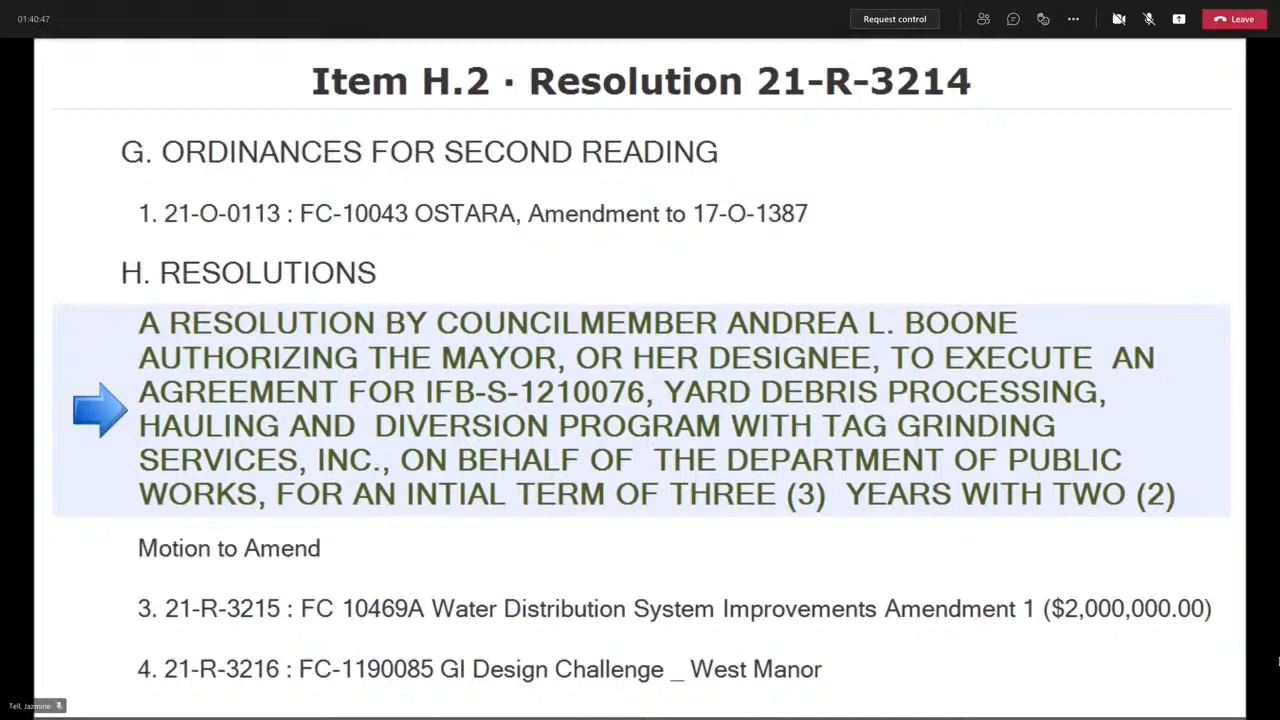 01:40:47
Request control
Leave
Item H.2 · Resolution 21-R-3214
G. ORDINANCES FOR SECOND READING
1. 21-O-0113 : FC-10043 OSTARA, Amendment to 17-O-1387
H. RESOLUTIONS
A RESOLUTION BY COUNCILMEMBER ANDREA L. BOONE
AUTHORIZING THE MAYOR, OR HER DESIGNEE, TO EXECUTE AN
AGREEMENT FOR IFB-S-1210076, YARD DEBRIS PROCESSING,
HAULING AND DIVERSION PROGRAM WITH TAG GRINDING
SERVICES, INC., ON BEHALF OF THE DEPARTMENT OF PUBLIC
WORKS, FOR AN INTIAL TERM OF THREE (3) YEARS WITH TWO (2)
Motion to Amend
3. 21-R-3215 : FC 10469A Water Distribution System Improvements Amendment 1 ($2,000,000.00)
4. 21-R-3216 : FC-1190085 GI Design Challenge _ West Manor
Tell, Jazmine